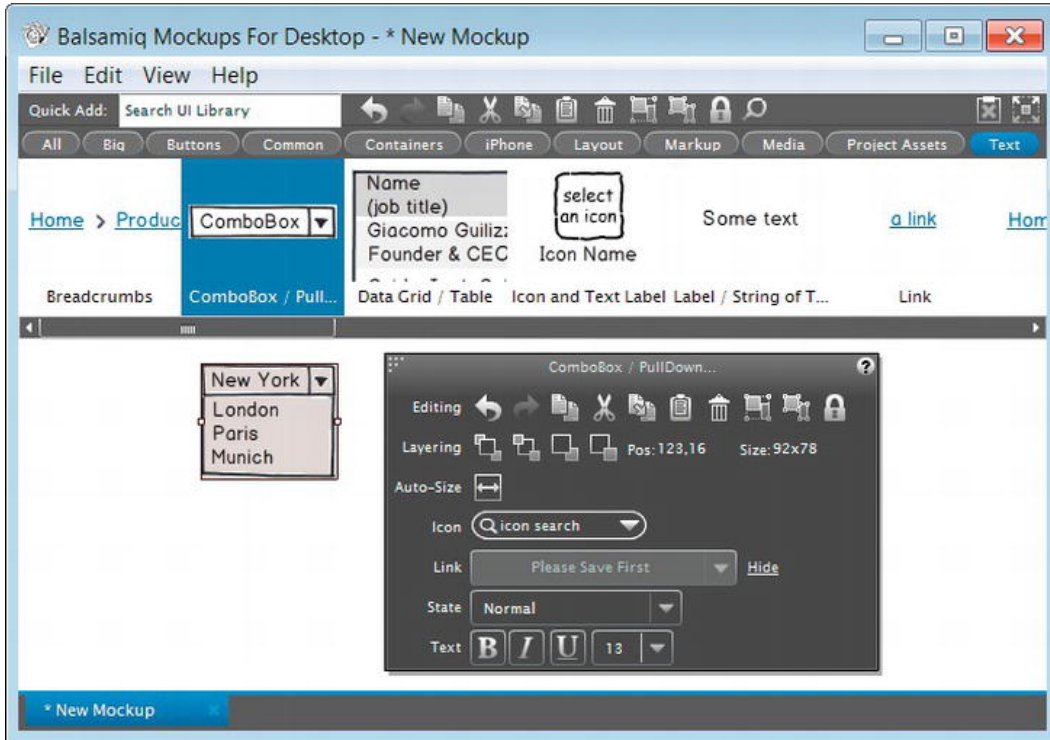 Balsamiq Mockups For Desktop - * New Mockup
File Edit View Help
Quick Add: Search UI Library
All Big Buttons Common Containers iPhone Layout Markup Media Project Assets Text
Home > Produc
ComboBox
Name
(job title)
Giacomo Guiliz
Founder & CEO
select
an icon
Icon Name
Some text
a link
Hom
Breadcrumbs ComboBox / Pull... Data Grid / Table Icon and Text Label Label / String of T... Link
New York
London
Paris
Munich
ComboBox / PullDown... ?
Editing
Layering Pos: 123,16 Size: 92x78
Auto-Size
Icon icon search
Link Please Save First Hide
State Normal
Text B I U 13
* New Mockup